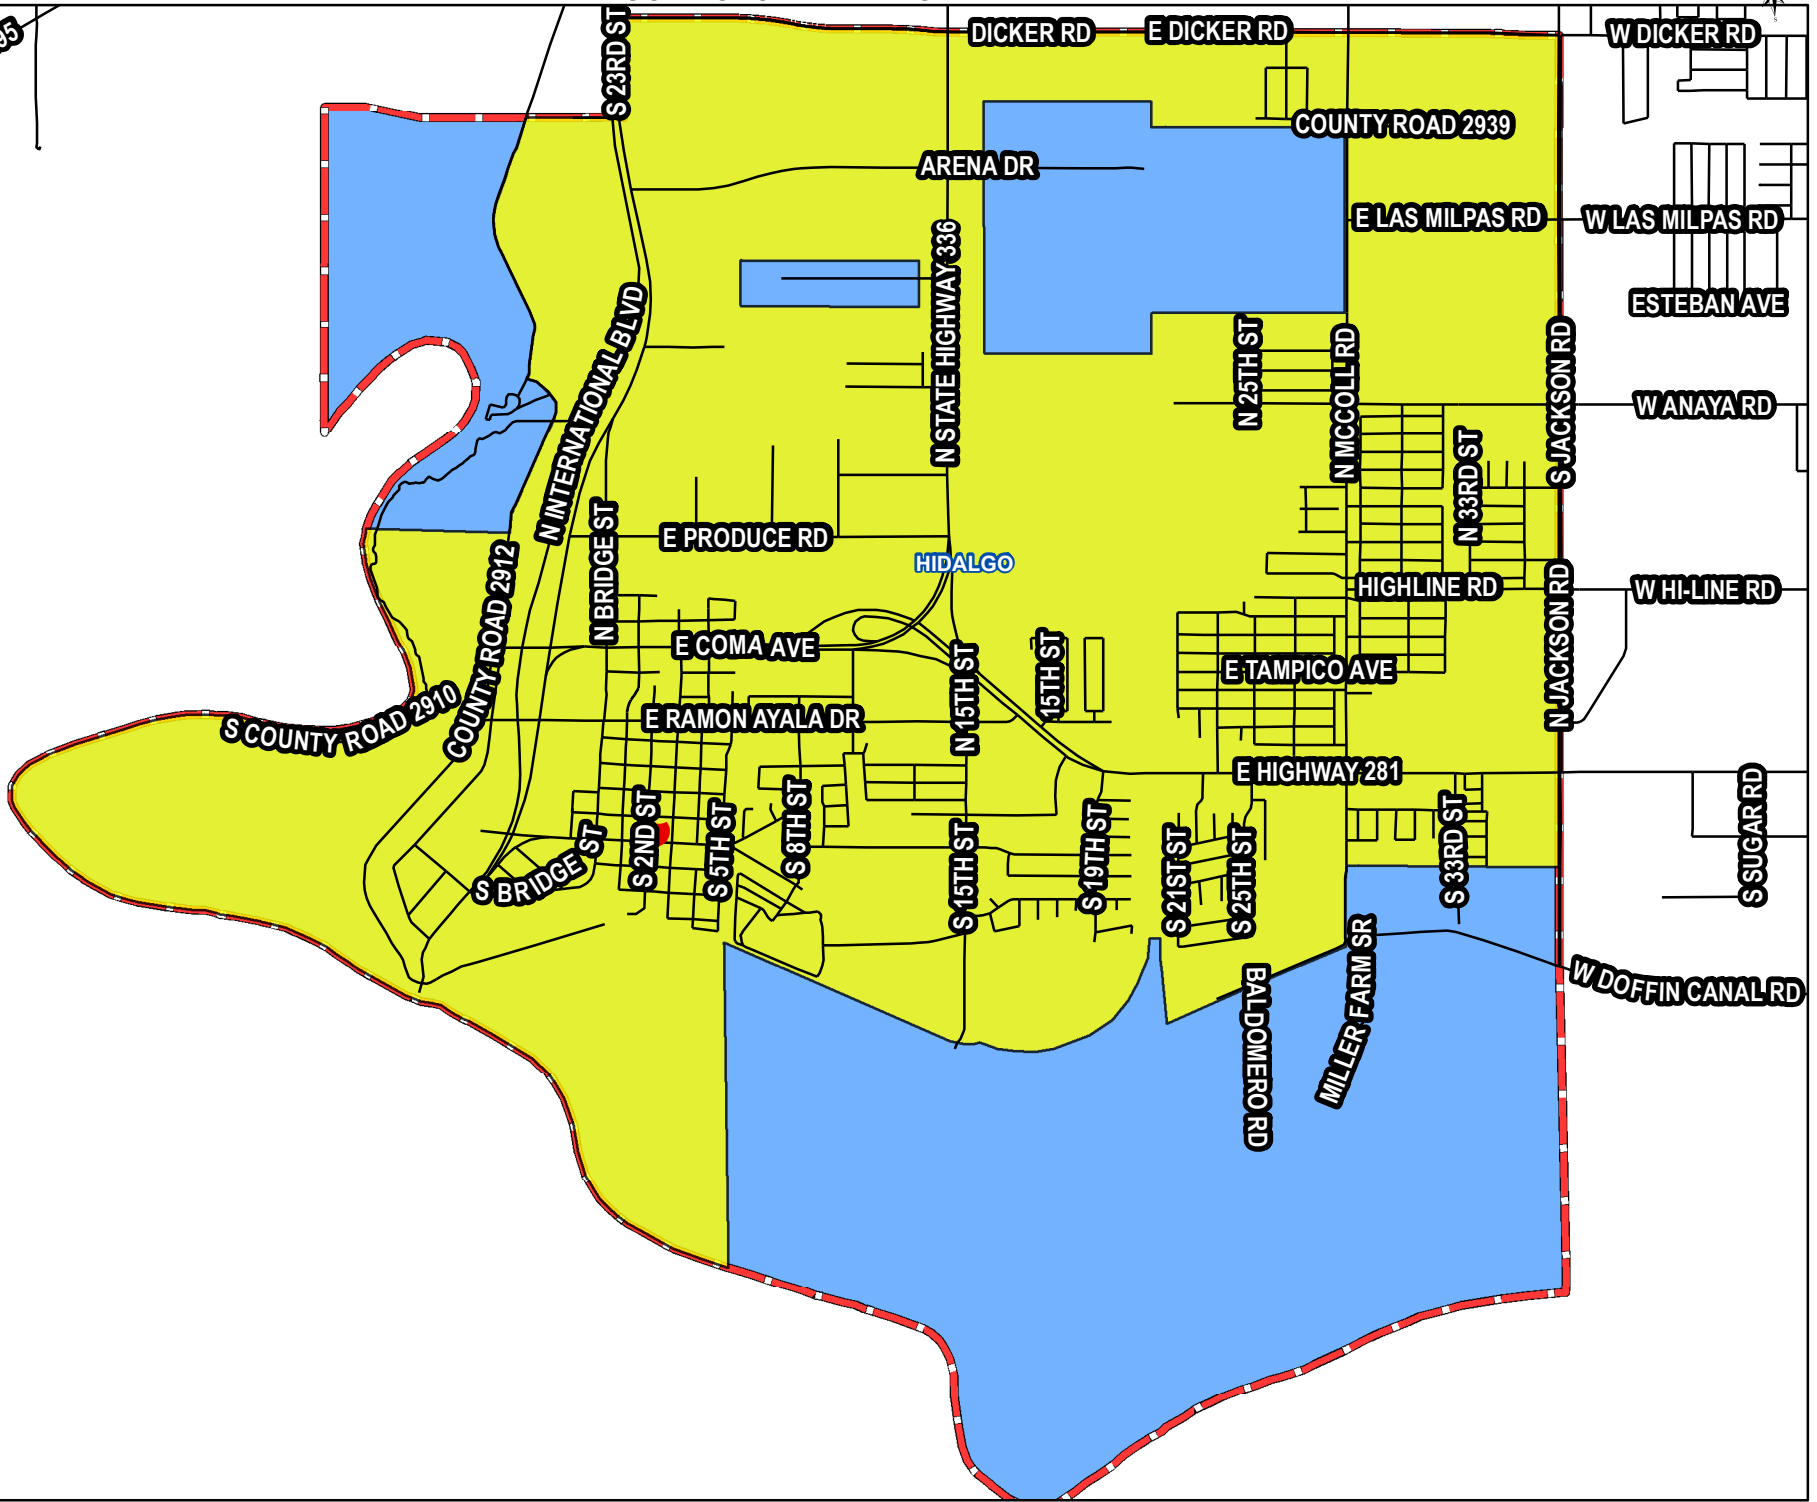 95
S 23RD ST
DICKER RD
E DICKER RD
W DICKER RD
COUNTY ROAD 2939
ARENA DR
E LAS MILPAS RD
W LAS MILPAS RD
N STATE HIGHWAY 336
ESTEBAN AVE
N INTERNATIONAL BLVD
N 25TH ST
N MCCOLL RD
S JACKSON RD
W ANAYA RD
N 33RD ST
N BRIDGE ST
E PRODUCE RD
HIDALGO
COUNTY ROAD 2912
HIGHLINE RD
N JACKSON RD
W HI-LINE RD
E COMA AVE
N 15TH ST
15TH ST
E TAMPICO AVE
S COUNTY ROAD 2910
E RAMON AYALA DR
E HIGHWAY 281
S 2ND ST
S 5TH ST
S 8TH ST
S BRIDGE ST
S 15TH ST
S 19TH ST
S 21ST ST
S 25TH ST
S 33RD ST
S SUGAR RD
BALDOMERO RD
MILLER FARM SR
W DOFFIN CANAL RD